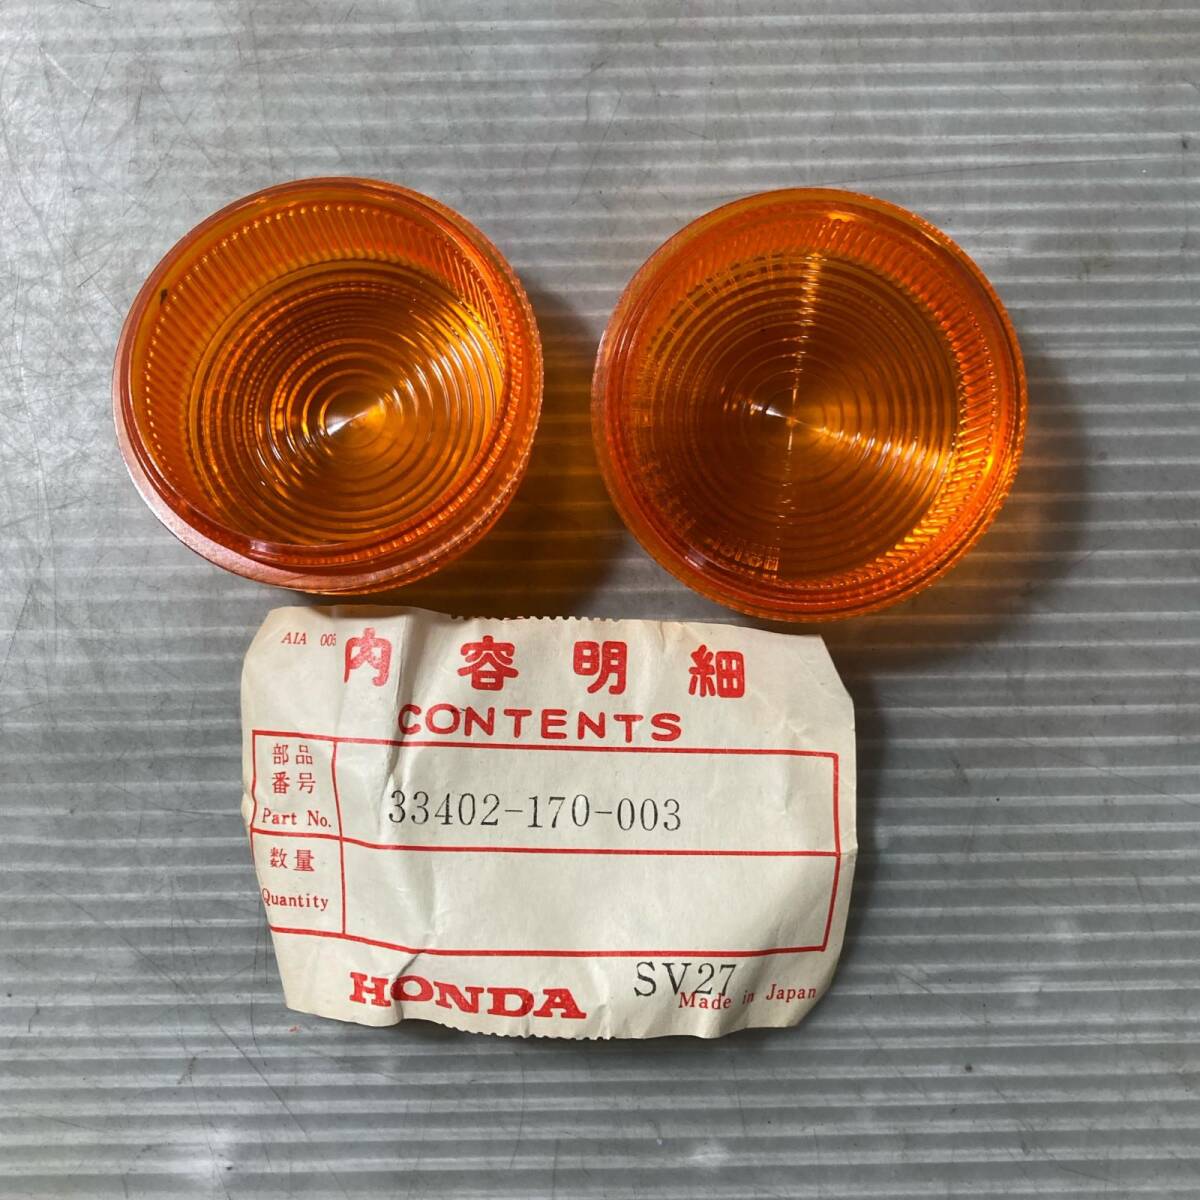 AIA 005
内容明細
CONTENTS
部品
番号
Part No.
33402-170-003
数量
Quantity
HONDA
SV27
Made in Japan